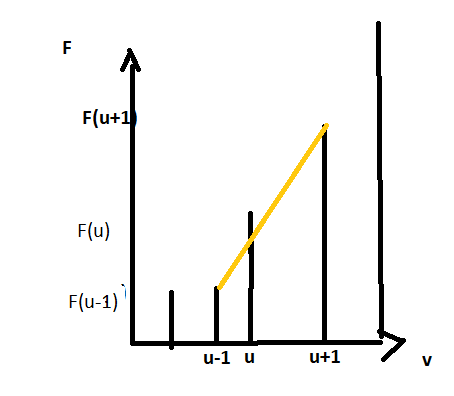 F
F(u+1)
F(u)
F(u-1)
u-1 u u+1
v